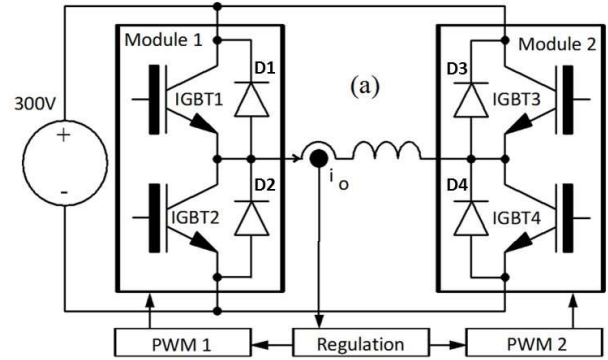 Module 1
D1
D3
Module 2
(a)
300V
IGBT1
IGBT3
+
-
D2
D4
i o
IGBT2
IGBT4
PWM 1
Regulation
PWM 2